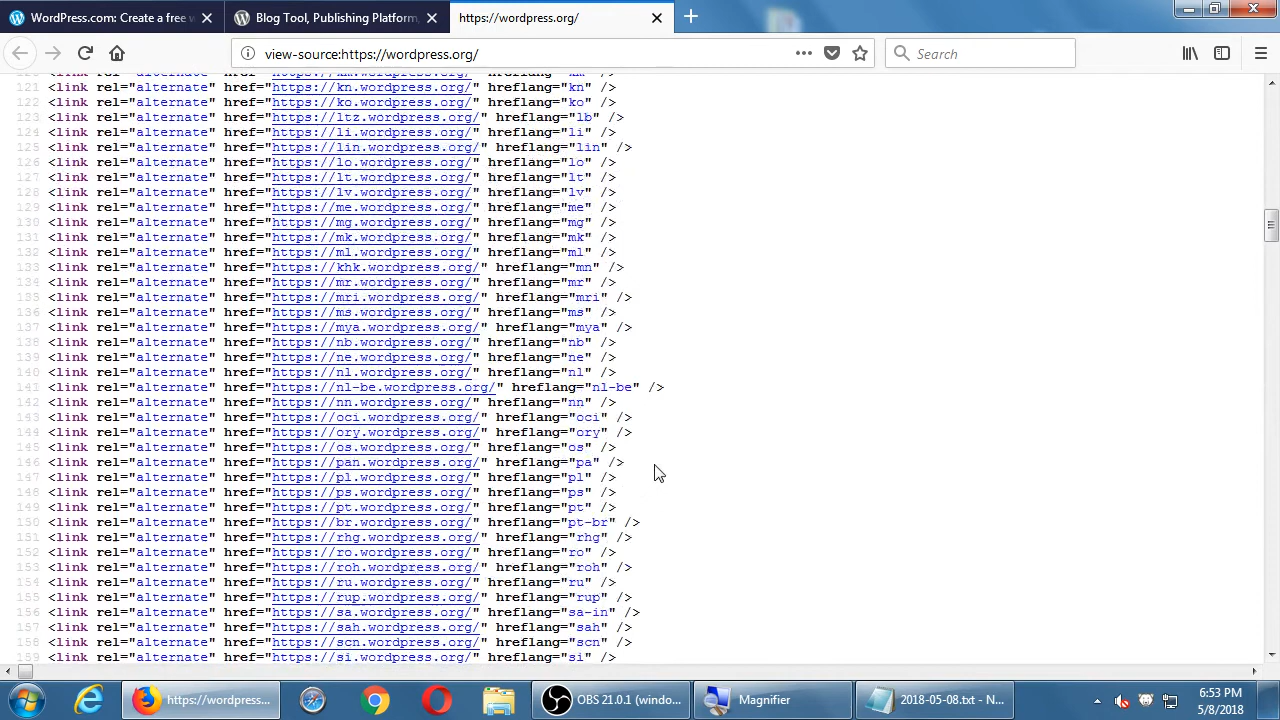 WordPress.com: Create a free w
Blog Tool, Publishing Platform,
https://wordpress.org/
view-source:https://wordpress.org/
Search
121 <link rel="alternate" href="https://kn.wordpress.org/" hreflang="kn" />
122 <link rel="alternate" href="https://ko.wordpress.org/" hreflang="ko" />
123 <link rel="alternate" href="https://ltz.wordpress.org/" hreflang="lb" />
124 <link rel="alternate" href="https://li.wordpress.org/" hreflang="li" />
125 <link rel="alternate" href="https://lin.wordpress.org/" hreflang="lin" />
126 <link rel="alternate" href="https://lo.wordpress.org/" hreflang="lo" />
127 <link rel="alternate" href="https://lt.wordpress.org/" hreflang="lt" />
128 <link rel="alternate" href="https://lv.wordpress.org/" hreflang="lv" />
129 <link rel="alternate" href="https://me.wordpress.org/" hreflang="me" />
130 <link rel="alternate" href="https://mg.wordpress.org/" hreflang="mg" />
131 <link rel="alternate" href="https://mk.wordpress.org/" hreflang="mk" />
132 <link rel="alternate" href="https://ml.wordpress.org/" hreflang="ml" />
133 <link rel="alternate" href="https://khk.wordpress.org/" hreflang="mn" />
134 <link rel="alternate" href="https://mr.wordpress.org/" hreflang="mr" />
135 <link rel="alternate" href="https://mri.wordpress.org/" hreflang="mri" />
136 <link rel="alternate" href="https://ms.wordpress.org/" hreflang="ms" />
137 <link rel="alternate" href="https://mya.wordpress.org/" hreflang="mya" />
138 <link rel="alternate" href="https://nb.wordpress.org/" hreflang="nb" />
139 <link rel="alternate" href="https://ne.wordpress.org/" hreflang="ne" />
140 <link rel="alternate" href="https://nl.wordpress.org/" hreflang="nl" />
141 <link rel="alternate" href="https://nl-be.wordpress.org/" hreflang="nl-be" />
142 <link rel="alternate" href="https://nn.wordpress.org/" hreflang="nn" />
143 <link rel="alternate" href="https://oci.wordpress.org/" hreflang="oci" />
144 <link rel="alternate" href="https://ory.wordpress.org/" hreflang="ory" />
145 <link rel="alternate" href="https://os.wordpress.org/" hreflang="os" />
146 <link rel="alternate" href="https://pan.wordpress.org/" hreflang="pa" />
147 <link rel="alternate" href="https://pl.wordpress.org/" hreflang="pl" />
148 <link rel="alternate" href="https://ps.wordpress.org/" hreflang="ps" />
149 <link rel="alternate" href="https://pt.wordpress.org/" hreflang="pt" />
150 <link rel="alternate" href="https://br.wordpress.org/" hreflang="pt-br" />
151 <link rel="alternate" href="https://rhg.wordpress.org/" hreflang="rhg" />
152 <link rel="alternate" href="https://ro.wordpress.org/" hreflang="ro" />
153 <link rel="alternate" href="https://roh.wordpress.org/" hreflang="roh" />
154 <link rel="alternate" href="https://ru.wordpress.org/" hreflang="ru" />
155 <link rel="alternate" href="https://rup.wordpress.org/" hreflang="rup" />
156 <link rel="alternate" href="https://sa.wordpress.org/" hreflang="sa-in" />
157 <link rel="alternate" href="https://sah.wordpress.org/" hreflang="sah" />
158 <link rel="alternate" href="https://scn.wordpress.org/" hreflang="scn" />
159 <link rel="alternate" href="https://si.wordpress.org/" hreflang="si" />
https://wordpress...
OBS 21.0.1 (windo...
Magnifier
2018-05-08.txt - N...
6:53 PM
5/8/2018